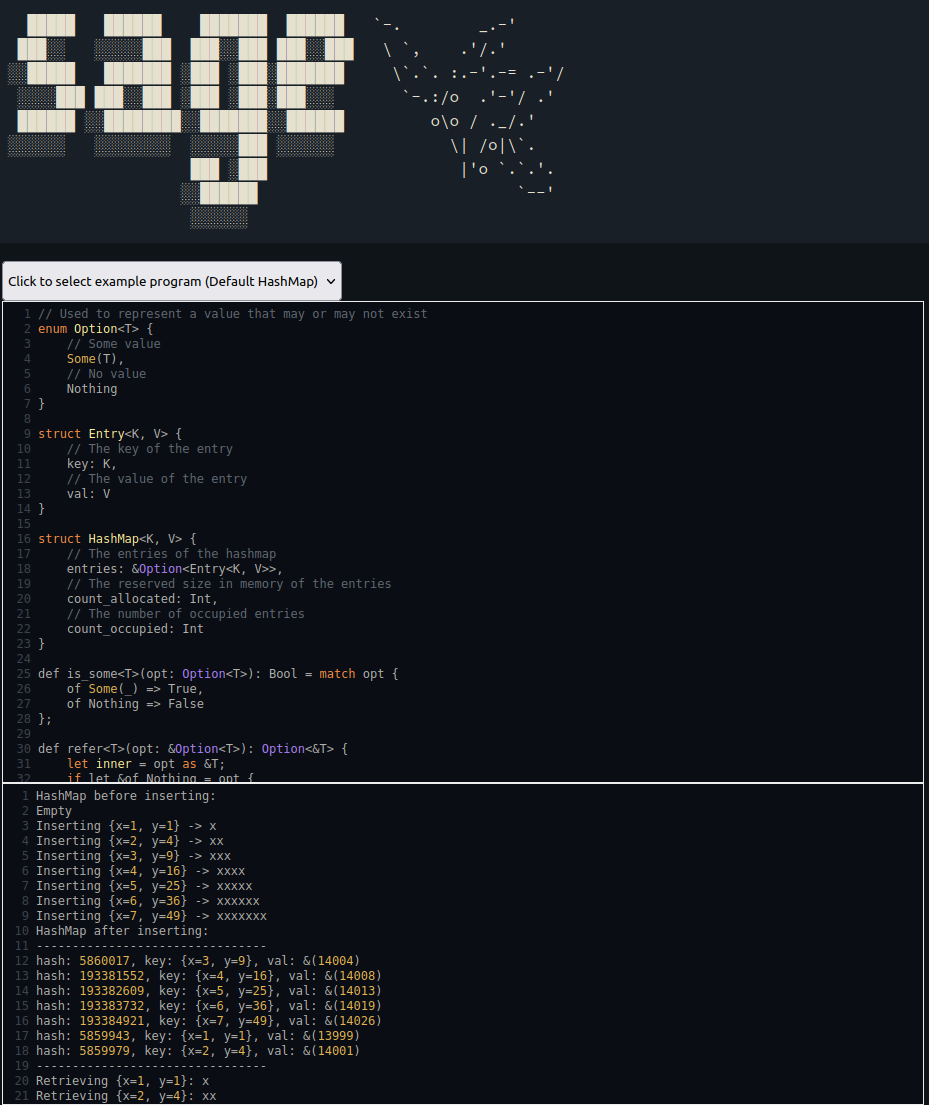 sage
Click to select example program (Default HashMap)
1 // Used to represent a value that may or may not exist
2 enum Option<T> {
3     // Some value
4     Some(T),
5     // No value
6     Nothing
7 }
8
9 struct Entry<K, V> {
10     // The key of the entry
11     key: K,
12     // The value of the entry
13     val: V
14 }
15
16 struct HashMap<K, V> {
17     // The entries of the hashmap
18     entries: &Option<Entry<K, V>>,
19     // The reserved size in memory of the entries
20     count_allocated: Int,
21     // The number of occupied entries
22     count_occupied: Int
23 }
24
25 def is_some<T>(opt: Option<T>): Bool = match opt {
26     of Some(_) => True,
27     of Nothing => False
28 };
29
30 def refer<T>(opt: &Option<T>): Option<&T> {
31     let inner = opt as &T;
32     if let &of Nothing = opt {
1 HashMap before inserting:
2 Empty
3 Inserting {x=1, y=1} -> x
4 Inserting {x=2, y=4} -> xx
5 Inserting {x=3, y=9} -> xxx
6 Inserting {x=4, y=16} -> xxxx
7 Inserting {x=5, y=25} -> xxxxx
8 Inserting {x=6, y=36} -> xxxxxx
9 Inserting {x=7, y=49} -> xxxxxxx
10 HashMap after inserting:
11 --------------------------------
12 hash: 5860017, key: {x=3, y=9}, val: &(14004)
13 hash: 193381552, key: {x=4, y=16}, val: &(14008)
14 hash: 193382609, key: {x=5, y=25}, val: &(14013)
15 hash: 193383732, key: {x=6, y=36}, val: &(14019)
16 hash: 193384921, key: {x=7, y=49}, val: &(14026)
17 hash: 5859943, key: {x=1, y=1}, val: &(13999)
18 hash: 5859979, key: {x=2, y=4}, val: &(14001)
19 --------------------------------
20 Retrieving {x=1, y=1}: x
21 Retrieving {x=2, y=4}: xx